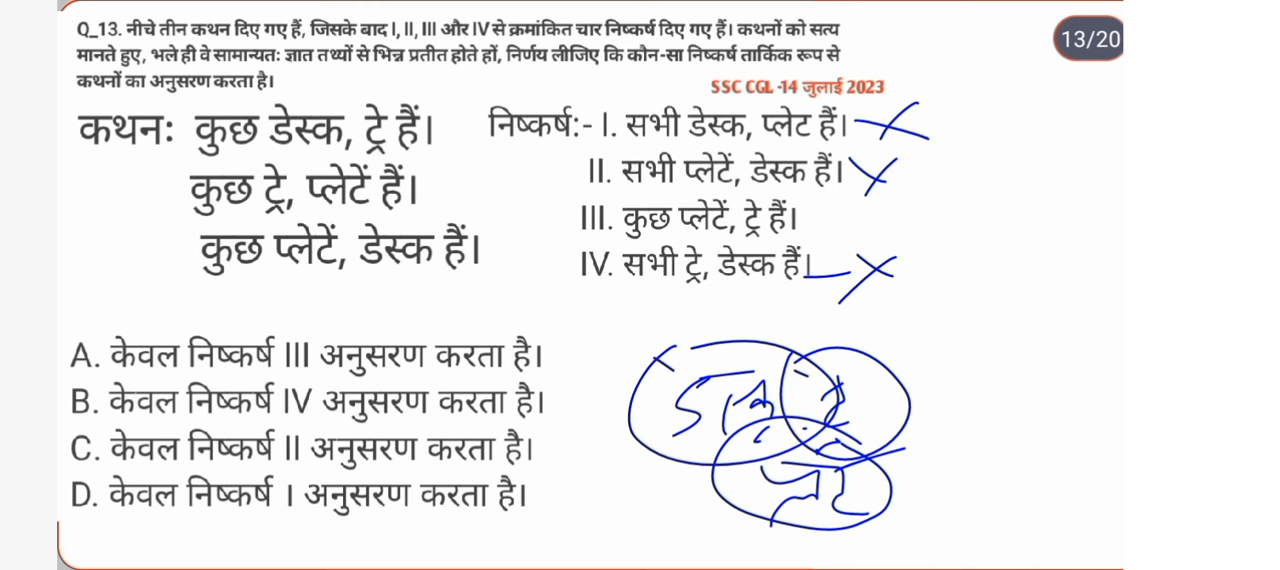 Q_13. नीचे तीन कथन दिए गए हैं, जिसके बाद I, II, III और IV से क्रमांकित चार निष्कर्ष दिए गए हैं। कथनों को सत्य
13/20
मानते हुए, भले ही वे सामान्यतः ज्ञात तथ्यों से भिन्न प्रतीत होते हों, निर्णय लीजिए कि कौन-सा निष्कर्ष तार्किक रूप से
कथनों का अनुसरण करता है।
SSC CGL -14 जुलाई 2023
कथनः कुछ डेस्क, ट्रे हैं।
कुछ ट्रे, प्लेटें हैं।
कुछ प्लेटें, डेस्क हैं।
निष्कर्ष:- I. सभी डेस्क, प्लेट हैं।
II. सभी प्लेटें, डेस्क हैं।
III. कुछ प्लेटें, ट्रे हैं।
IV. सभी ट्रे, डेस्क हैं।
A. केवल निष्कर्ष III अनुसरण करता है।
B. केवल निष्कर्ष IV अनुसरण करता है।
C. केवल निष्कर्ष II अनुसरण करता है।
D. केवल निष्कर्ष I अनुसरण करता है।